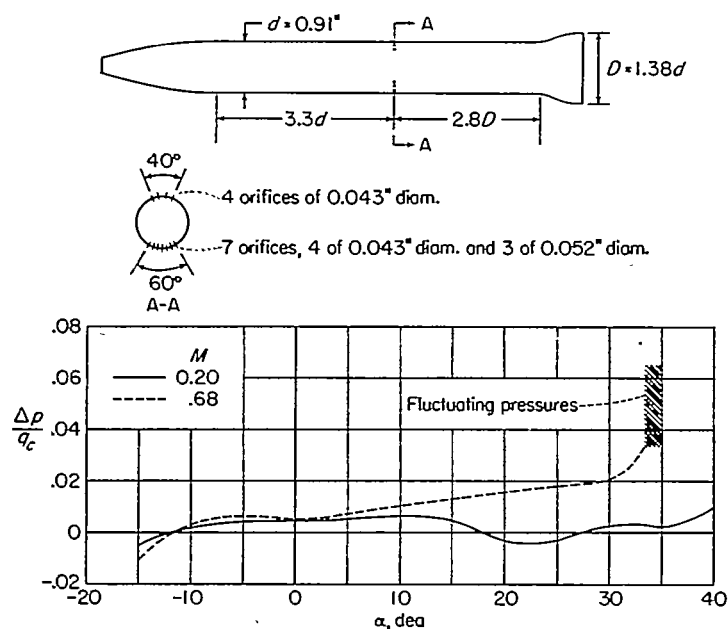 d = 0.91"
A
D = 1.38d
3.3d
2.8D
A
40°
4 orifices of 0.043" diam.
7 orifices, 4 of 0.043" diam. and 3 of 0.052" diam.
60°
A-A
.08
M
0.20
.68
.06
Fluctuating pressures
Δp
q_c
.04
.02
0
-.02
-20
-10
0
10
20
30
40
α, deg